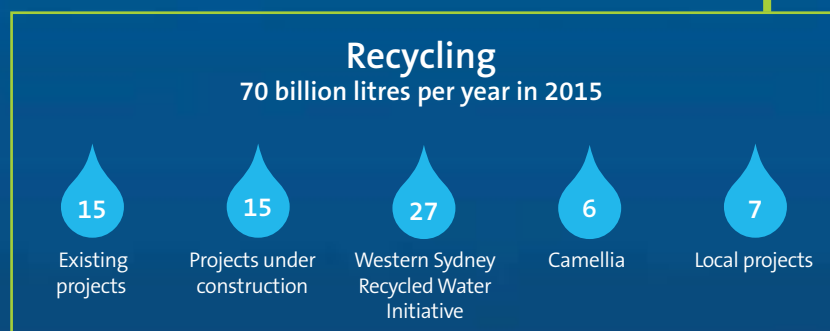 Recycling
70 billion litres per year in 2015
15
Existing
projects
15
Projects under
construction
27
Western Sydney
Recycled Water
Initiative
6
Camellia
7
Local projects